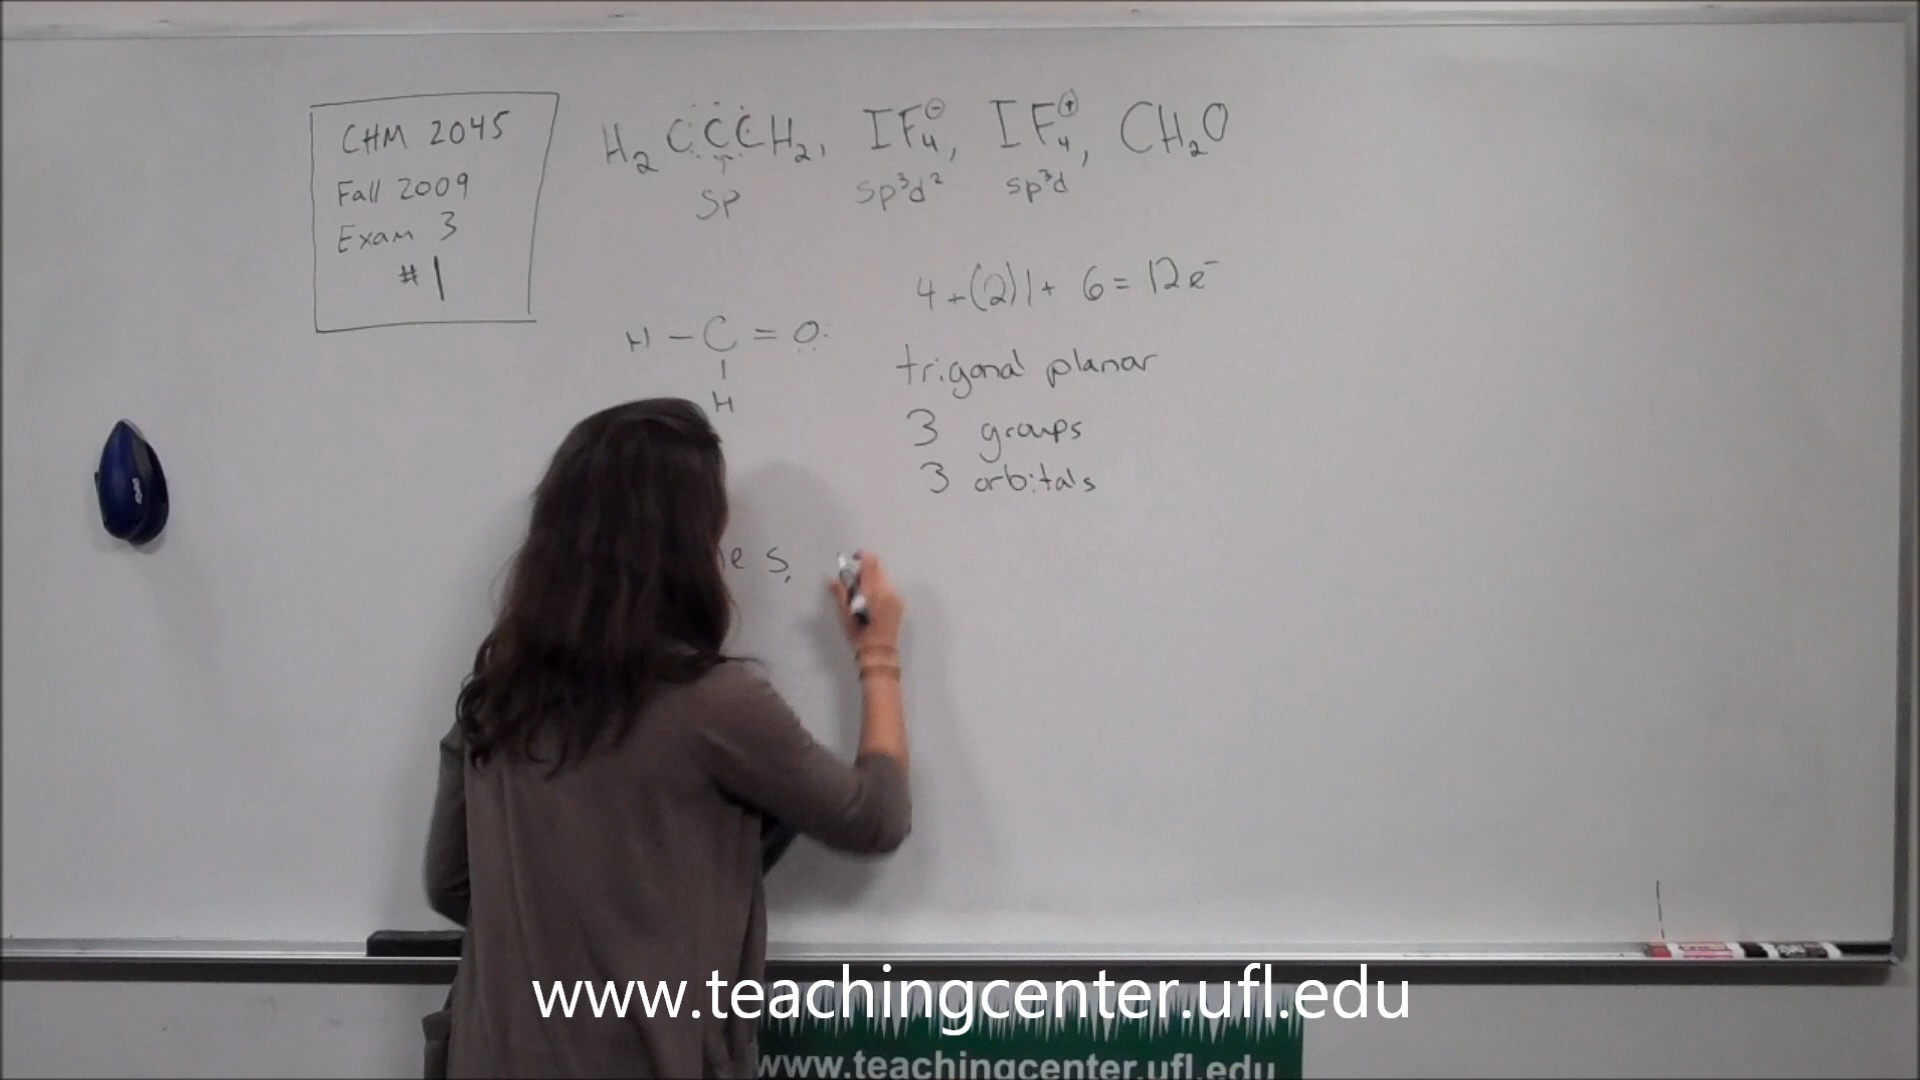 CHM 2045
Fall 2009
Exam 3
#1
H₂CCCH₂, IF₄⊖, IF₄⊕, CH₂O
sp sp³d² sp³d
4 + (2)1 + 6 = 12e⁻
H – C = O:
|
H
trigonal planar
3 groups
3 orbitals
s,
www.teachingcenter.ufl.edu
www.teachingcenter.ufl.edu